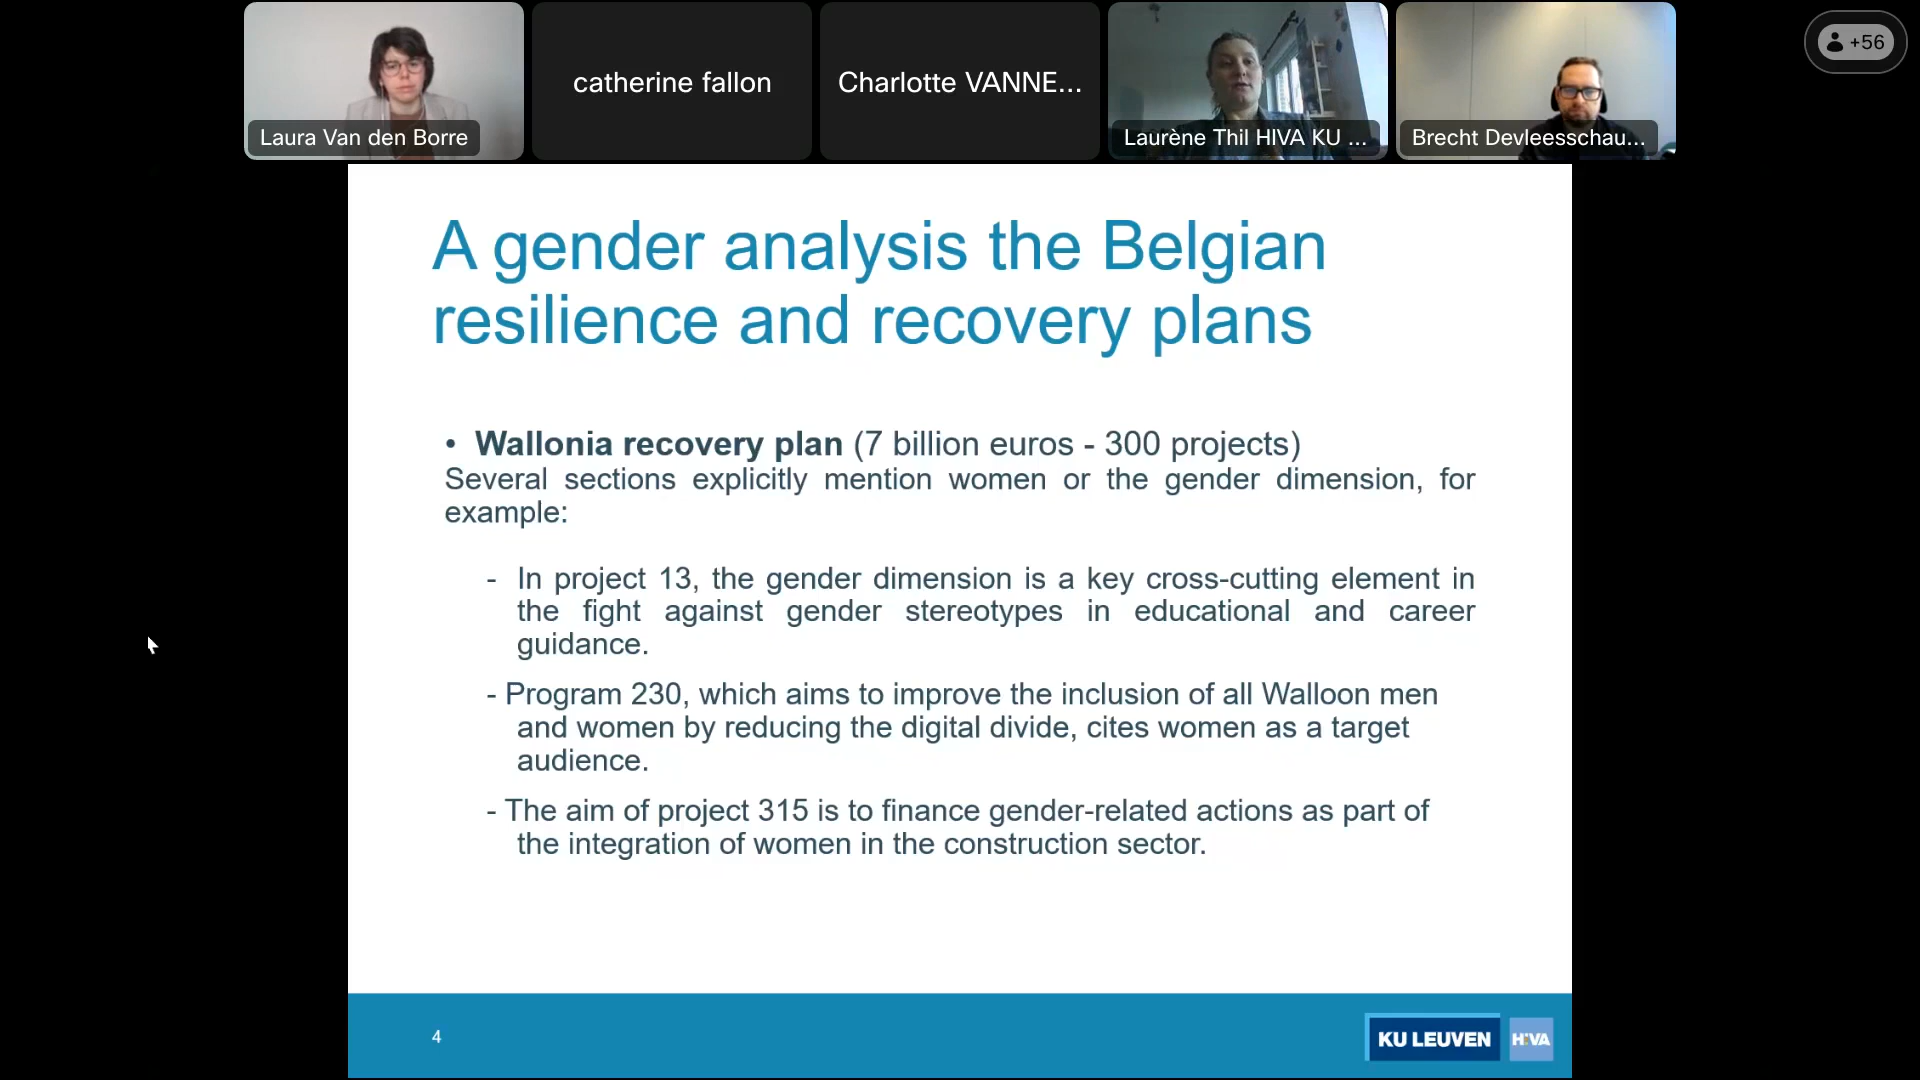 Laura Van den Borre
catherine fallon
Charlotte VANNE...
Laurène Thil HIVA KU ...
Brecht Devleesschau...
+56
A gender analysis the Belgian
resilience and recovery plans
• Wallonia recovery plan (7 billion euros - 300 projects)
Several sections explicitly mention women or the gender dimension, for
example:
- In project 13, the gender dimension is a key cross-cutting element in
the fight against gender stereotypes in educational and career
guidance.
- Program 230, which aims to improve the inclusion of all Walloon men
and women by reducing the digital divide, cites women as a target
audience.
- The aim of project 315 is to finance gender-related actions as part of
the integration of women in the construction sector.
4
KU LEUVEN
HIVA